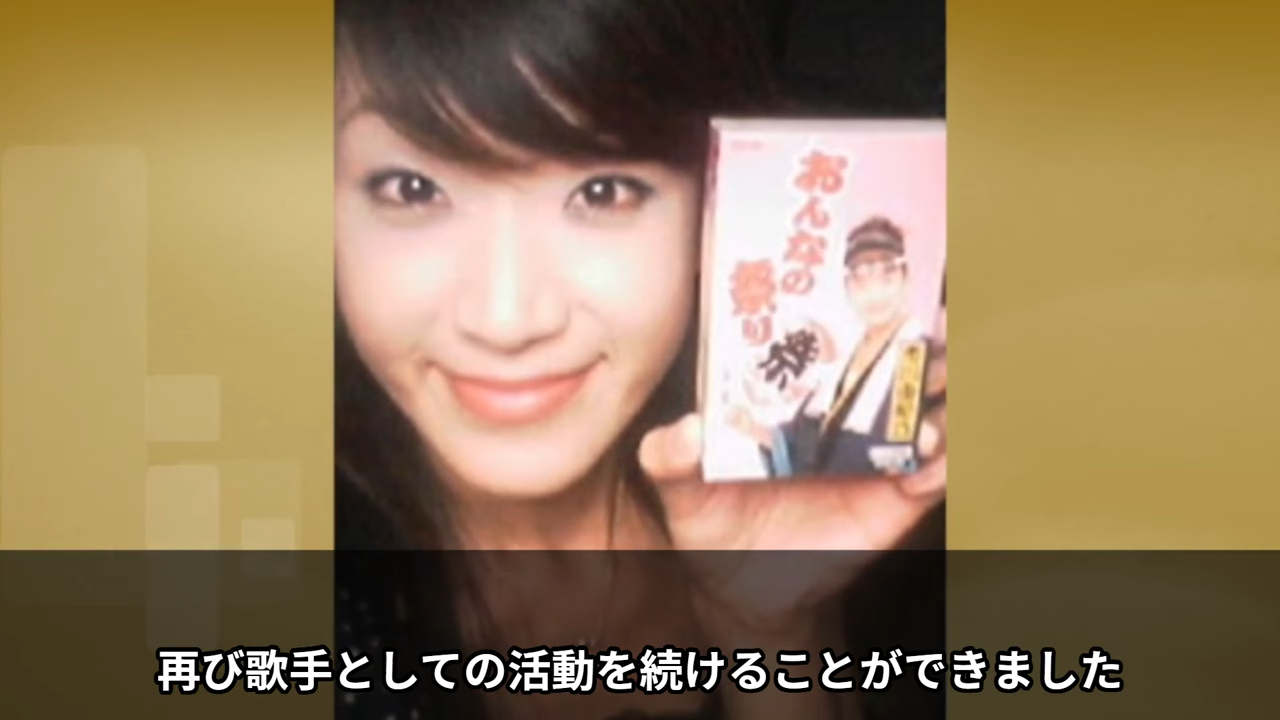 おんなの
祭り
再び歌手としての活動を続けることができました